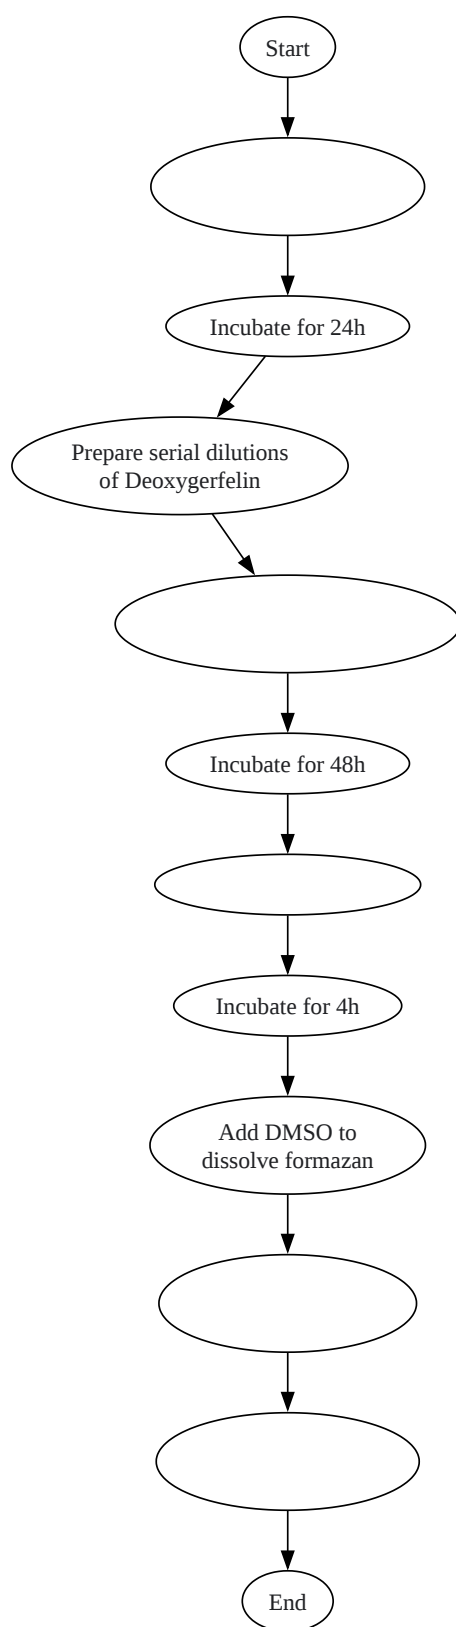 Start
Incubate for 24h
Prepare serial dilutions
of Deoxygerfelin
Incubate for 48h
Incubate for 4h
Add DMSO to
dissolve formazan
End